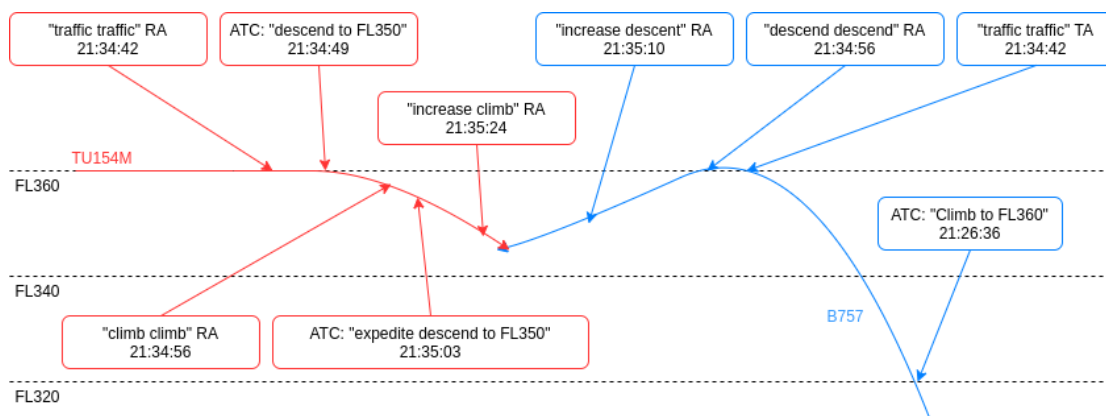 "traffic traffic" RA
21:34:42
ATC: "descend to FL350"
21:34:49
"increase descent" RA
21:35:10
"descend descend" RA
21:34:56
"traffic traffic" TA
21:34:42
"increase climb" RA
21:35:24
TU154M
FL360
ATC: "Climb to FL360"
21:26:36
FL340
"climb climb" RA
21:34:56
ATC: "expedite descend to FL350"
21:35:03
B757
FL320